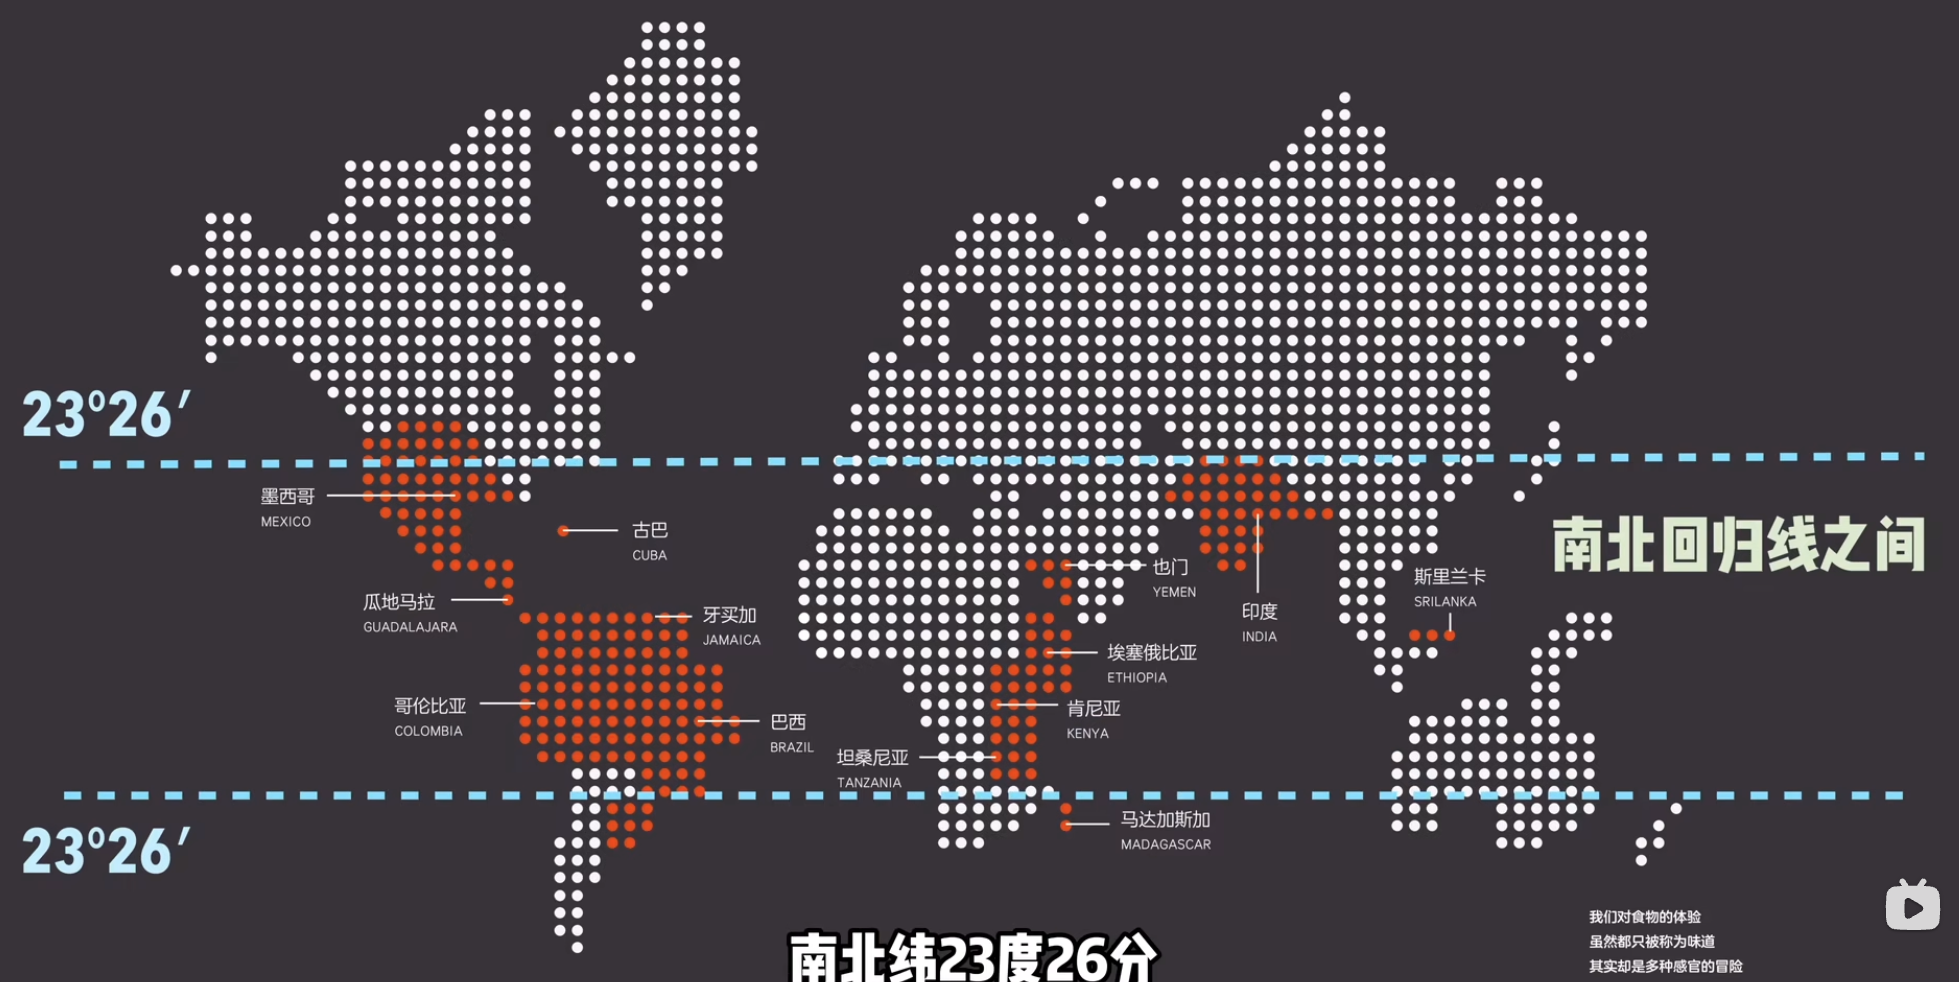 23°26′
墨西哥
MEXICO
古巴
CUBA
南北回归线之间
也门
YEMEN
斯里兰卡
SRILANKA
瓜地马拉
GUADALAJARA
牙买加
JAMAICA
印度
INDIA
埃塞俄比亚
ETHIOPIA
哥伦比亚
COLOMBIA
肯尼亚
KENYA
巴西
BRAZIL
坦桑尼亚
TANZANIA
23°26′
马达加斯加
MADAGASCAR
我们对食物的体验
虽然都只被称为味道
其实却是多种感官的冒险
南北纬23度26分